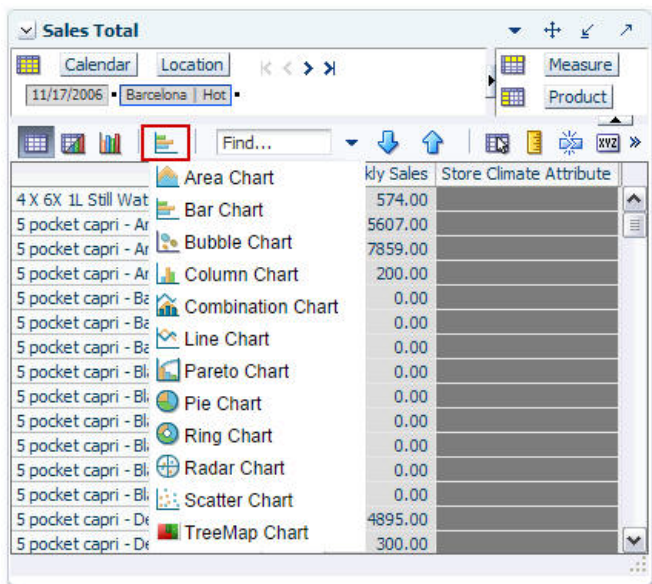 Sales Total
Calendar Location Measure
11/17/2006 Barcelona | Hot Product
Find... XYZ
kly Sales Store Climate Attribute
Area Chart
4 X 6X 1L Still Wat 574.00
Bar Chart
5 pocket capri - Ar 5607.00
Bubble Chart
5 pocket capri - Ar 7859.00
Column Chart
5 pocket capri - Ar 200.00
5 pocket capri - Ba 0.00
Combination Chart
5 pocket capri - Ba 0.00
Line Chart
5 pocket capri - Ba 0.00
Pareto Chart
5 pocket capri - Bl 0.00
Pie Chart
5 pocket capri - Bl 0.00
5 pocket capri - Bl 0.00
Ring Chart
5 pocket capri - Bl 0.00
Radar Chart
5 pocket capri - Bl 0.00
Scatter Chart
5 pocket capri - Bl 0.00
5 pocket capri - De 4895.00
TreeMap Chart
5 pocket capri - De 300.00